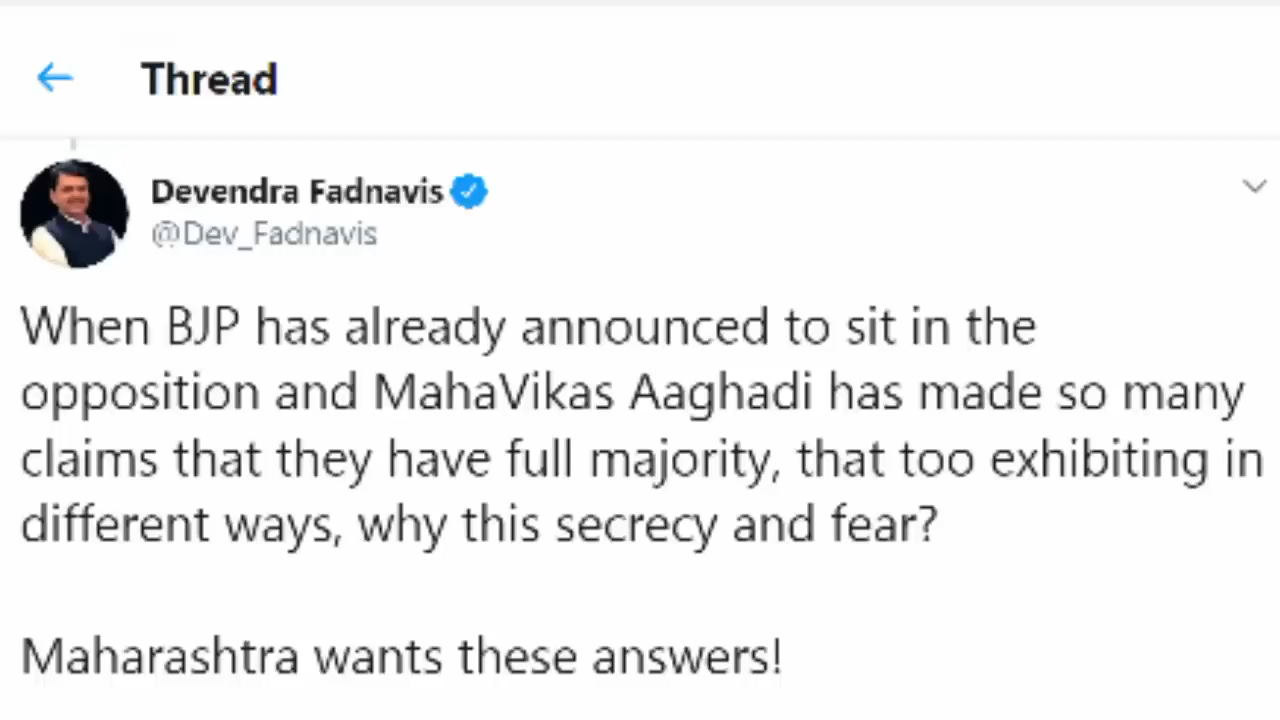 Thread
Devendra Fadnavis
@Dev_Fadnavis
When BJP has already announced to sit in the
opposition and MahaVikas Aaghadi has made so many
claims that they have full majority, that too exhibiting in
different ways, why this secrecy and fear?
Maharashtra wants these answers!